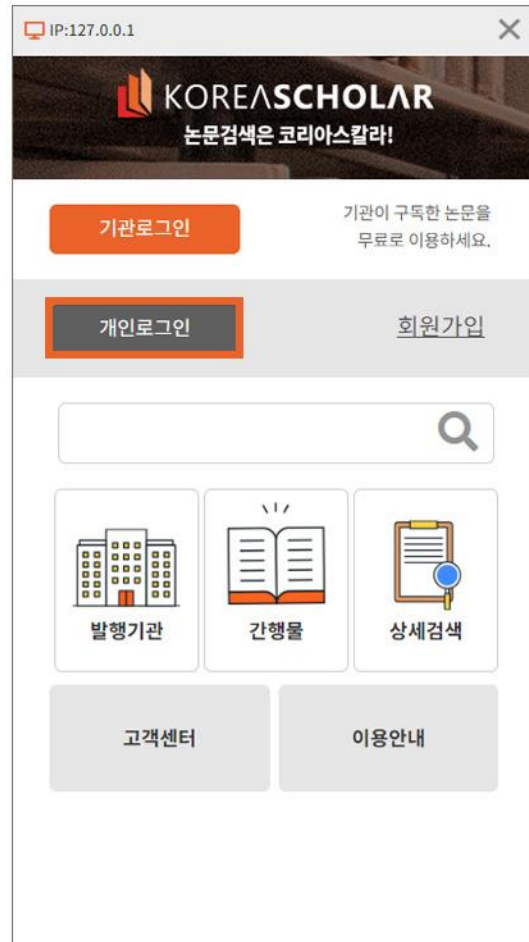 IP:127.0.0.1
KOREASCHOLAR
논문검색은 코리아스칼라!
기관로그인
기관이 구독한 논문을
무료로 이용하세요.
개인로그인
회원가입
발행기관
간행물
상세검색
고객센터
이용안내